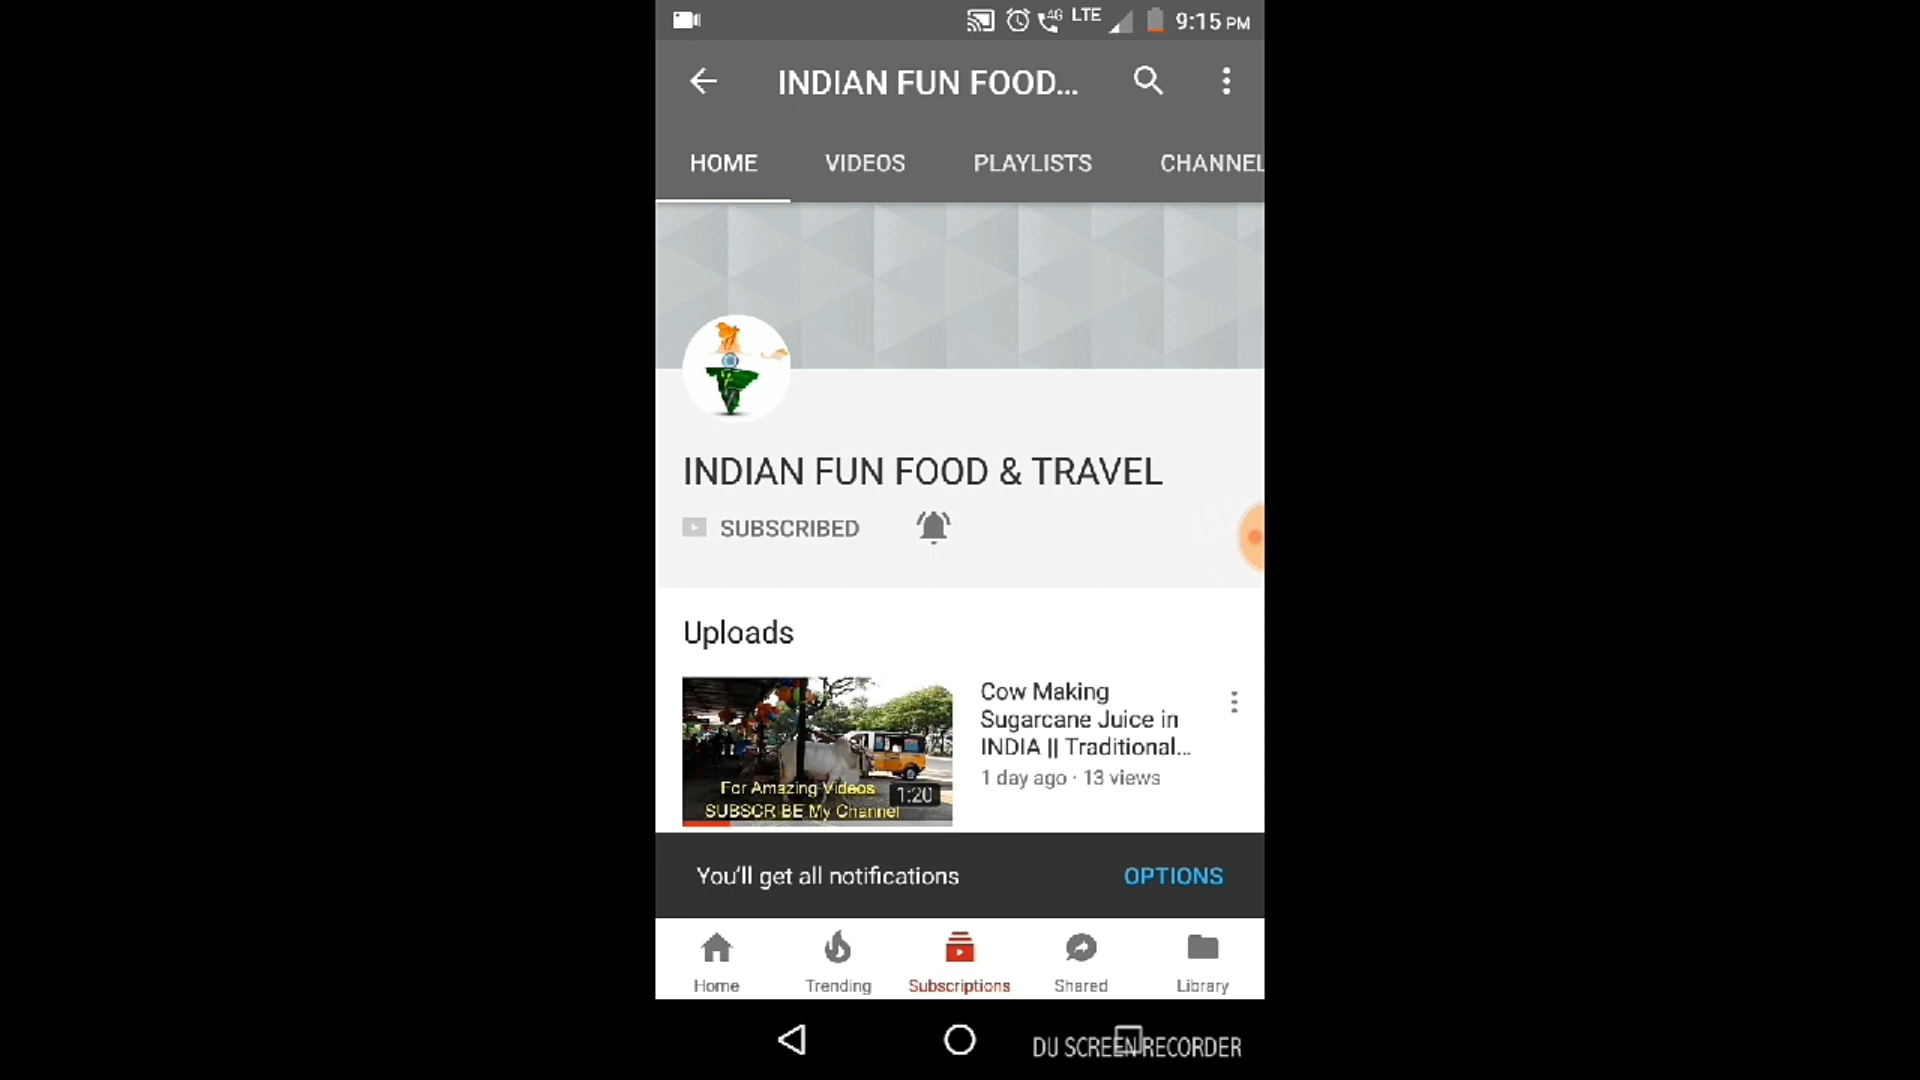 4G LTE 9:15 PM
INDIAN FUN FOOD...
HOME VIDEOS PLAYLISTS CHANNEL
INDIAN FUN FOOD & TRAVEL
SUBSCRIBED
Uploads
Cow Making
Sugarcane Juice in
INDIA || Traditional...
1 day ago · 13 views
For Amazing Videos
SUBSCRIBE My Channel
1:20
You'll get all notifications OPTIONS
Home Trending Subscriptions Shared Library
DU SCREEN RECORDER